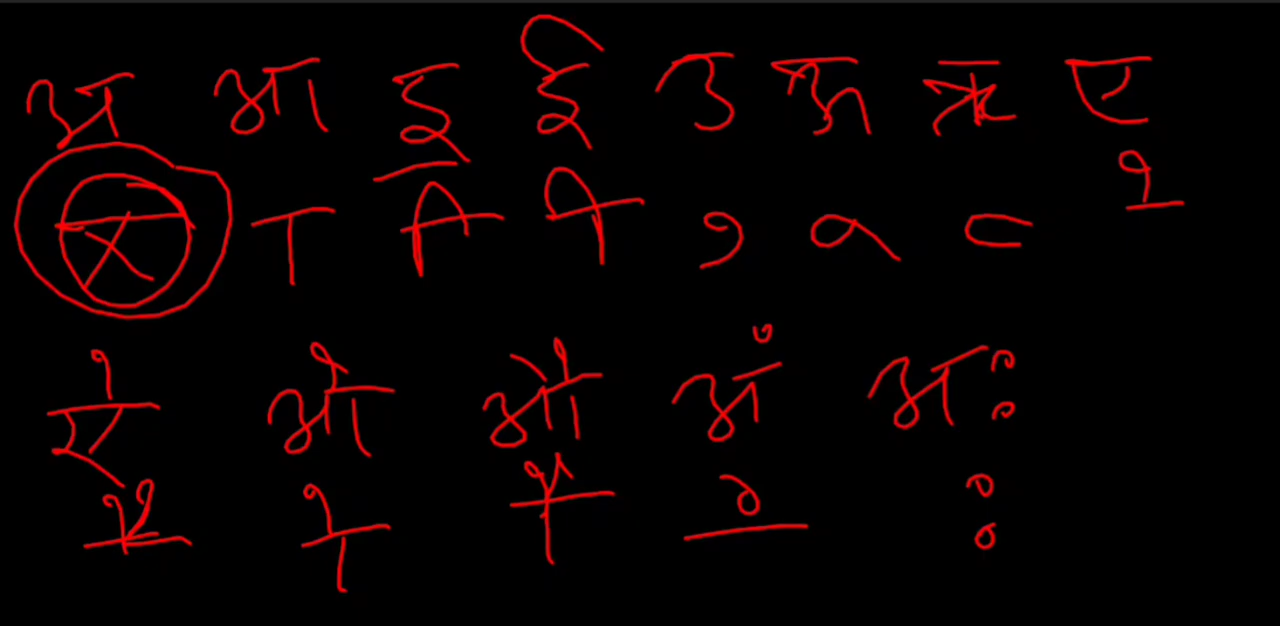 अ आ इ ई उ ऊ ऋ ए
ा ि ी ु ू ृ े
ऐ ओ औ अं अः
ै ो ौ ं ः